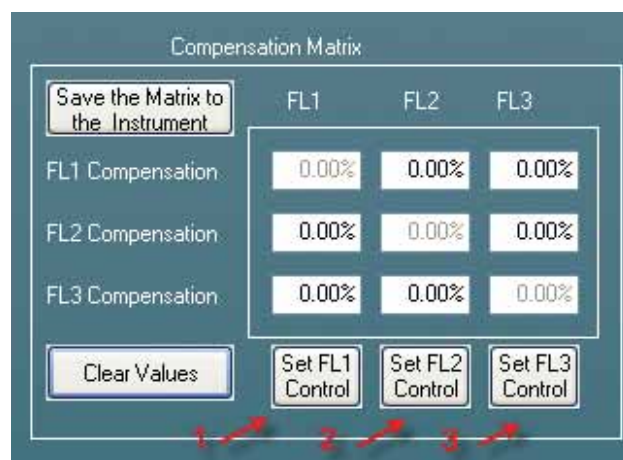 Compensation Matrix
Save the Matrix to
the Instrument
FL1 FL2 FL3
FL1 Compensation 0.00% 0.00% 0.00%
FL2 Compensation 0.00% 0.00% 0.00%
FL3 Compensation 0.00% 0.00% 0.00%
Clear Values
Set FL1
Control
Set FL2
Control
Set FL3
Control
1 2 3